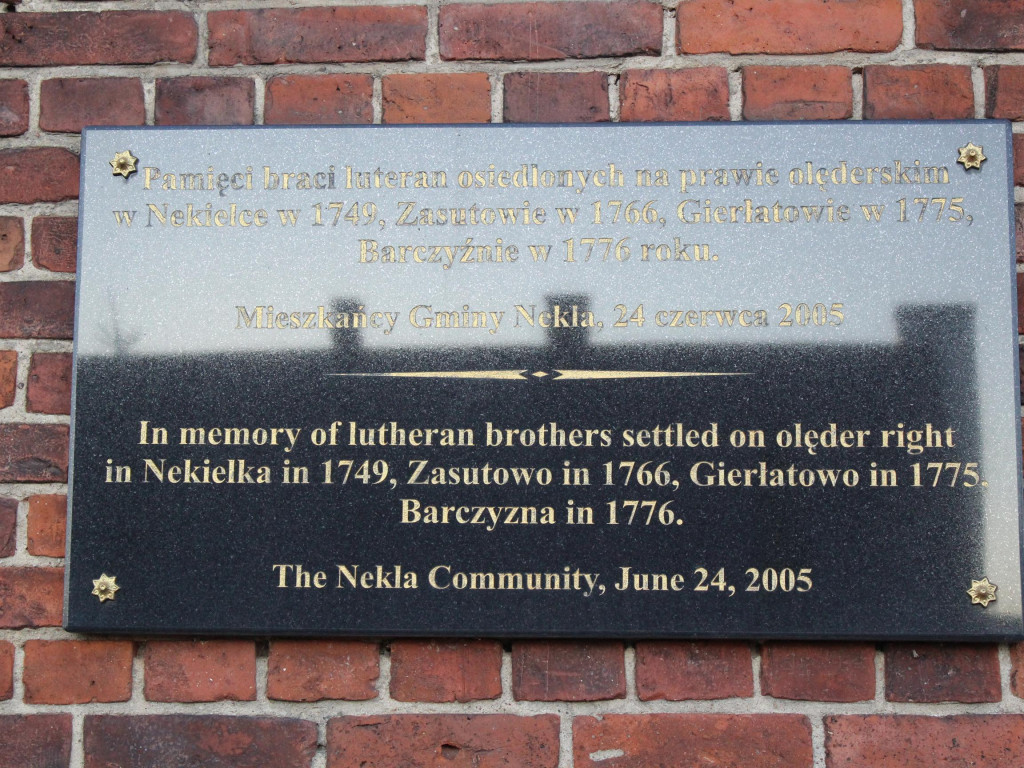 Pamięci braci luteran osiedlonych na prawie olęderskim
w Nekielce w 1749, Zasutowie w 1766, Gierłatowie w 1775,
Barczyźnie w 1776 roku.
Mieszkańcy Gminy Nekla, 24 czerwca 2005
In memory of lutheran brothers settled on olęder right
in Nekielka in 1749, Zasutowo in 1766, Gierłatowo in 1775,
Barczyzna in 1776.
The Nekla Community, June 24, 2005